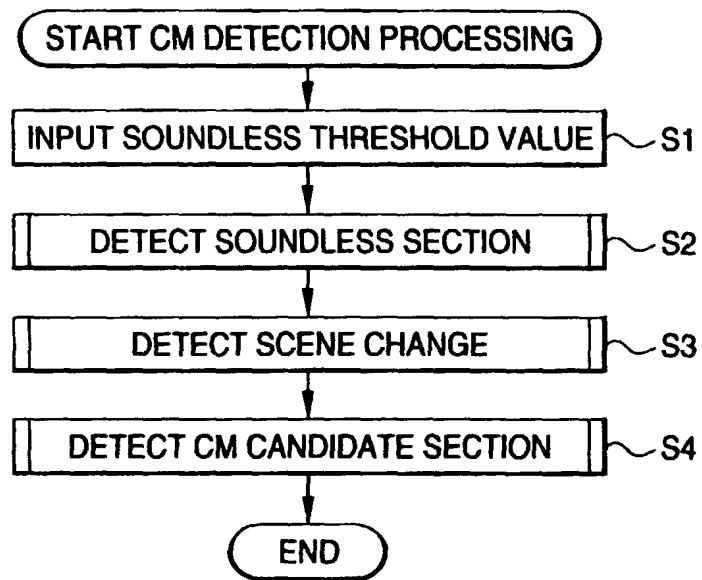 START CM DETECTION PROCESSING
INPUT SOUNDLESS THRESHOLD VALUE S1
DETECT SOUNDLESS SECTION S2
DETECT SCENE CHANGE S3
DETECT CM CANDIDATE SECTION S4
END